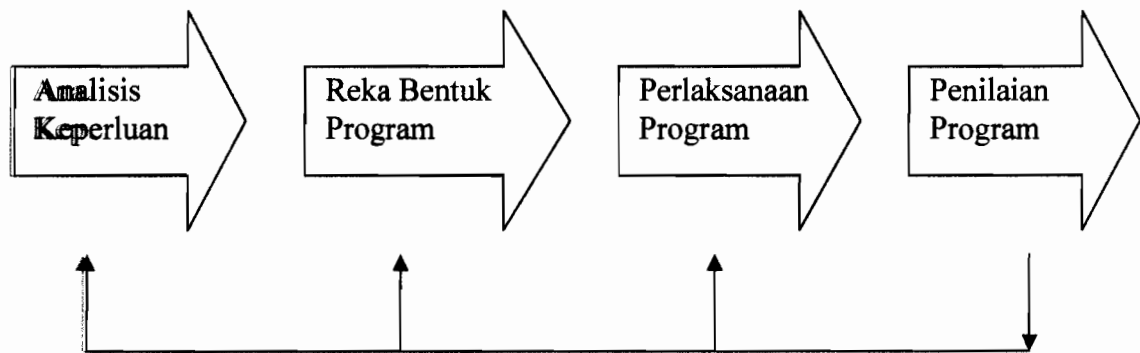 Analisis
Keperluan
Reka Bentuk
Program
Perlaksanaan
Program
Penilaian
Program